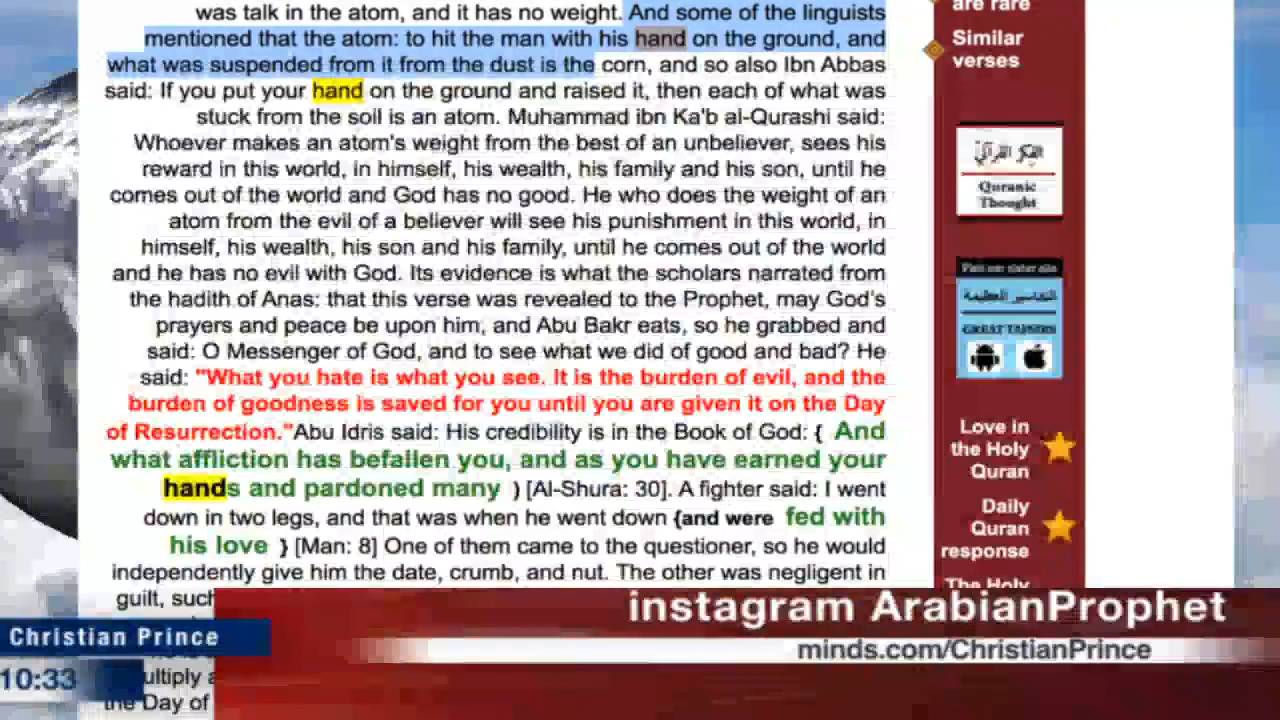 was talk in the atom, and it has no weight. And some of the linguists
mentioned that the atom: to hit the man with his hand on the ground, and
what was suspended from it from the dust is the corn, and so also Ibn Abbas
said: If you put your hand on the ground and raised it, then each of what was
stuck from the soil is an atom. Muhammad ibn Ka'b al-Qurashi said:
Whoever makes an atom's weight from the best of an unbeliever, sees his
reward in this world, in himself, his wealth, his family and his son, until he
comes out of the world and God has no good. He who does the weight of an
atom from the evil of a believer will see his punishment in this world, in
himself, his wealth, his son and his family, until he comes out of the world
and he has no evil with God. Its evidence is what the scholars narrated from
the hadith of Anas: that this verse was revealed to the Prophet, may God's
prayers and peace be upon him, and Abu Bakr eats, so he grabbed and
said: O Messenger of God, and to see what we did of good and bad? He
said: "What you hate is what you see. It is the burden of evil, and the
burden of goodness is saved for you until you are given it on the Day
of Resurrection."Abu Idris said: His credibility is in the Book of God: { And
what affliction has befallen you, and as you have earned your
hands and pardoned many } [Al-Shura: 30]. A fighter said: I went
down in two legs, and that was when he went down {and were fed with
his love } [Man: 8] One of them came to the questioner, so he would
independently give him the date, crumb, and nut. The other was negligent in
guilt, such
ultiply a
the Day of
are rare
Similar
verses
الفكر القرآني
Quranic
Thought
Visit our sister site
التفاسير العظيمة
GREAT TAFSIRS
Love in
the Holy
Quran
Daily
Quran
response
The Holy
instagram ArabianProphet
minds.com/ChristianPrince
Christian Prince
10:33